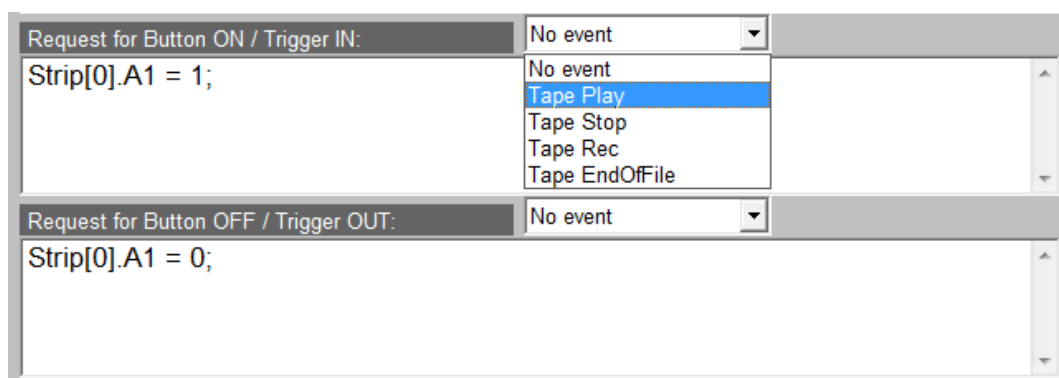 Request for Button ON / Trigger IN:
No event
Strip[0].A1 = 1;
No event
Tape Play
Tape Stop
Tape Rec
Tape EndOfFile
Request for Button OFF / Trigger OUT:
No event
Strip[0].A1 = 0;